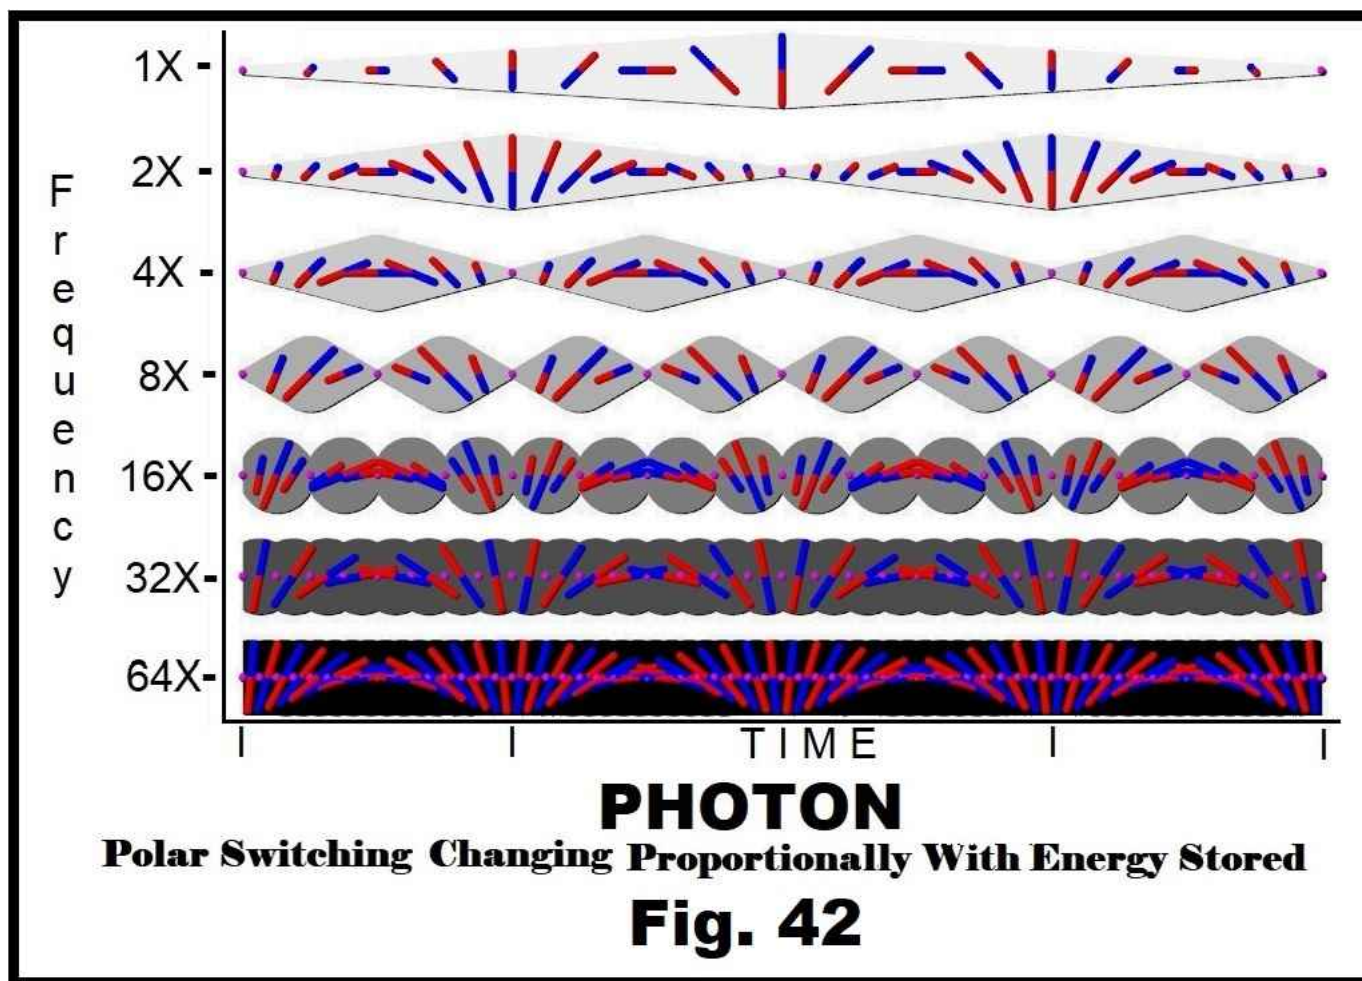 Frequency
1X -
2X -
4X -
8X -
16X -
32X-
64X-
TIME
PHOTON
Polar Switching Changing Proportionally With Energy Stored
Fig. 42